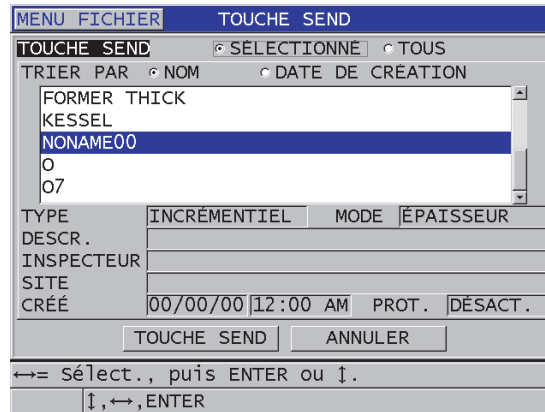 MENU FICHIER TOUCHE SEND
TOUCHE SEND SÉLECTIONNÉ TOUS
TRIER PAR NOM DATE DE CRÉATION
FORMER THICK
KESSEL
NONAME00
O
O7
TYPE INCRÉMENTIEL MODE ÉPAISSEUR
DESCR.
INSPECTEUR
SITE
CRÉÉ 00/00/00 12:00 AM PROT. DÉSACT.
TOUCHE SEND ANNULER
↔= Sélect., puis ENTER ou ↕.
↕,↔,ENTER